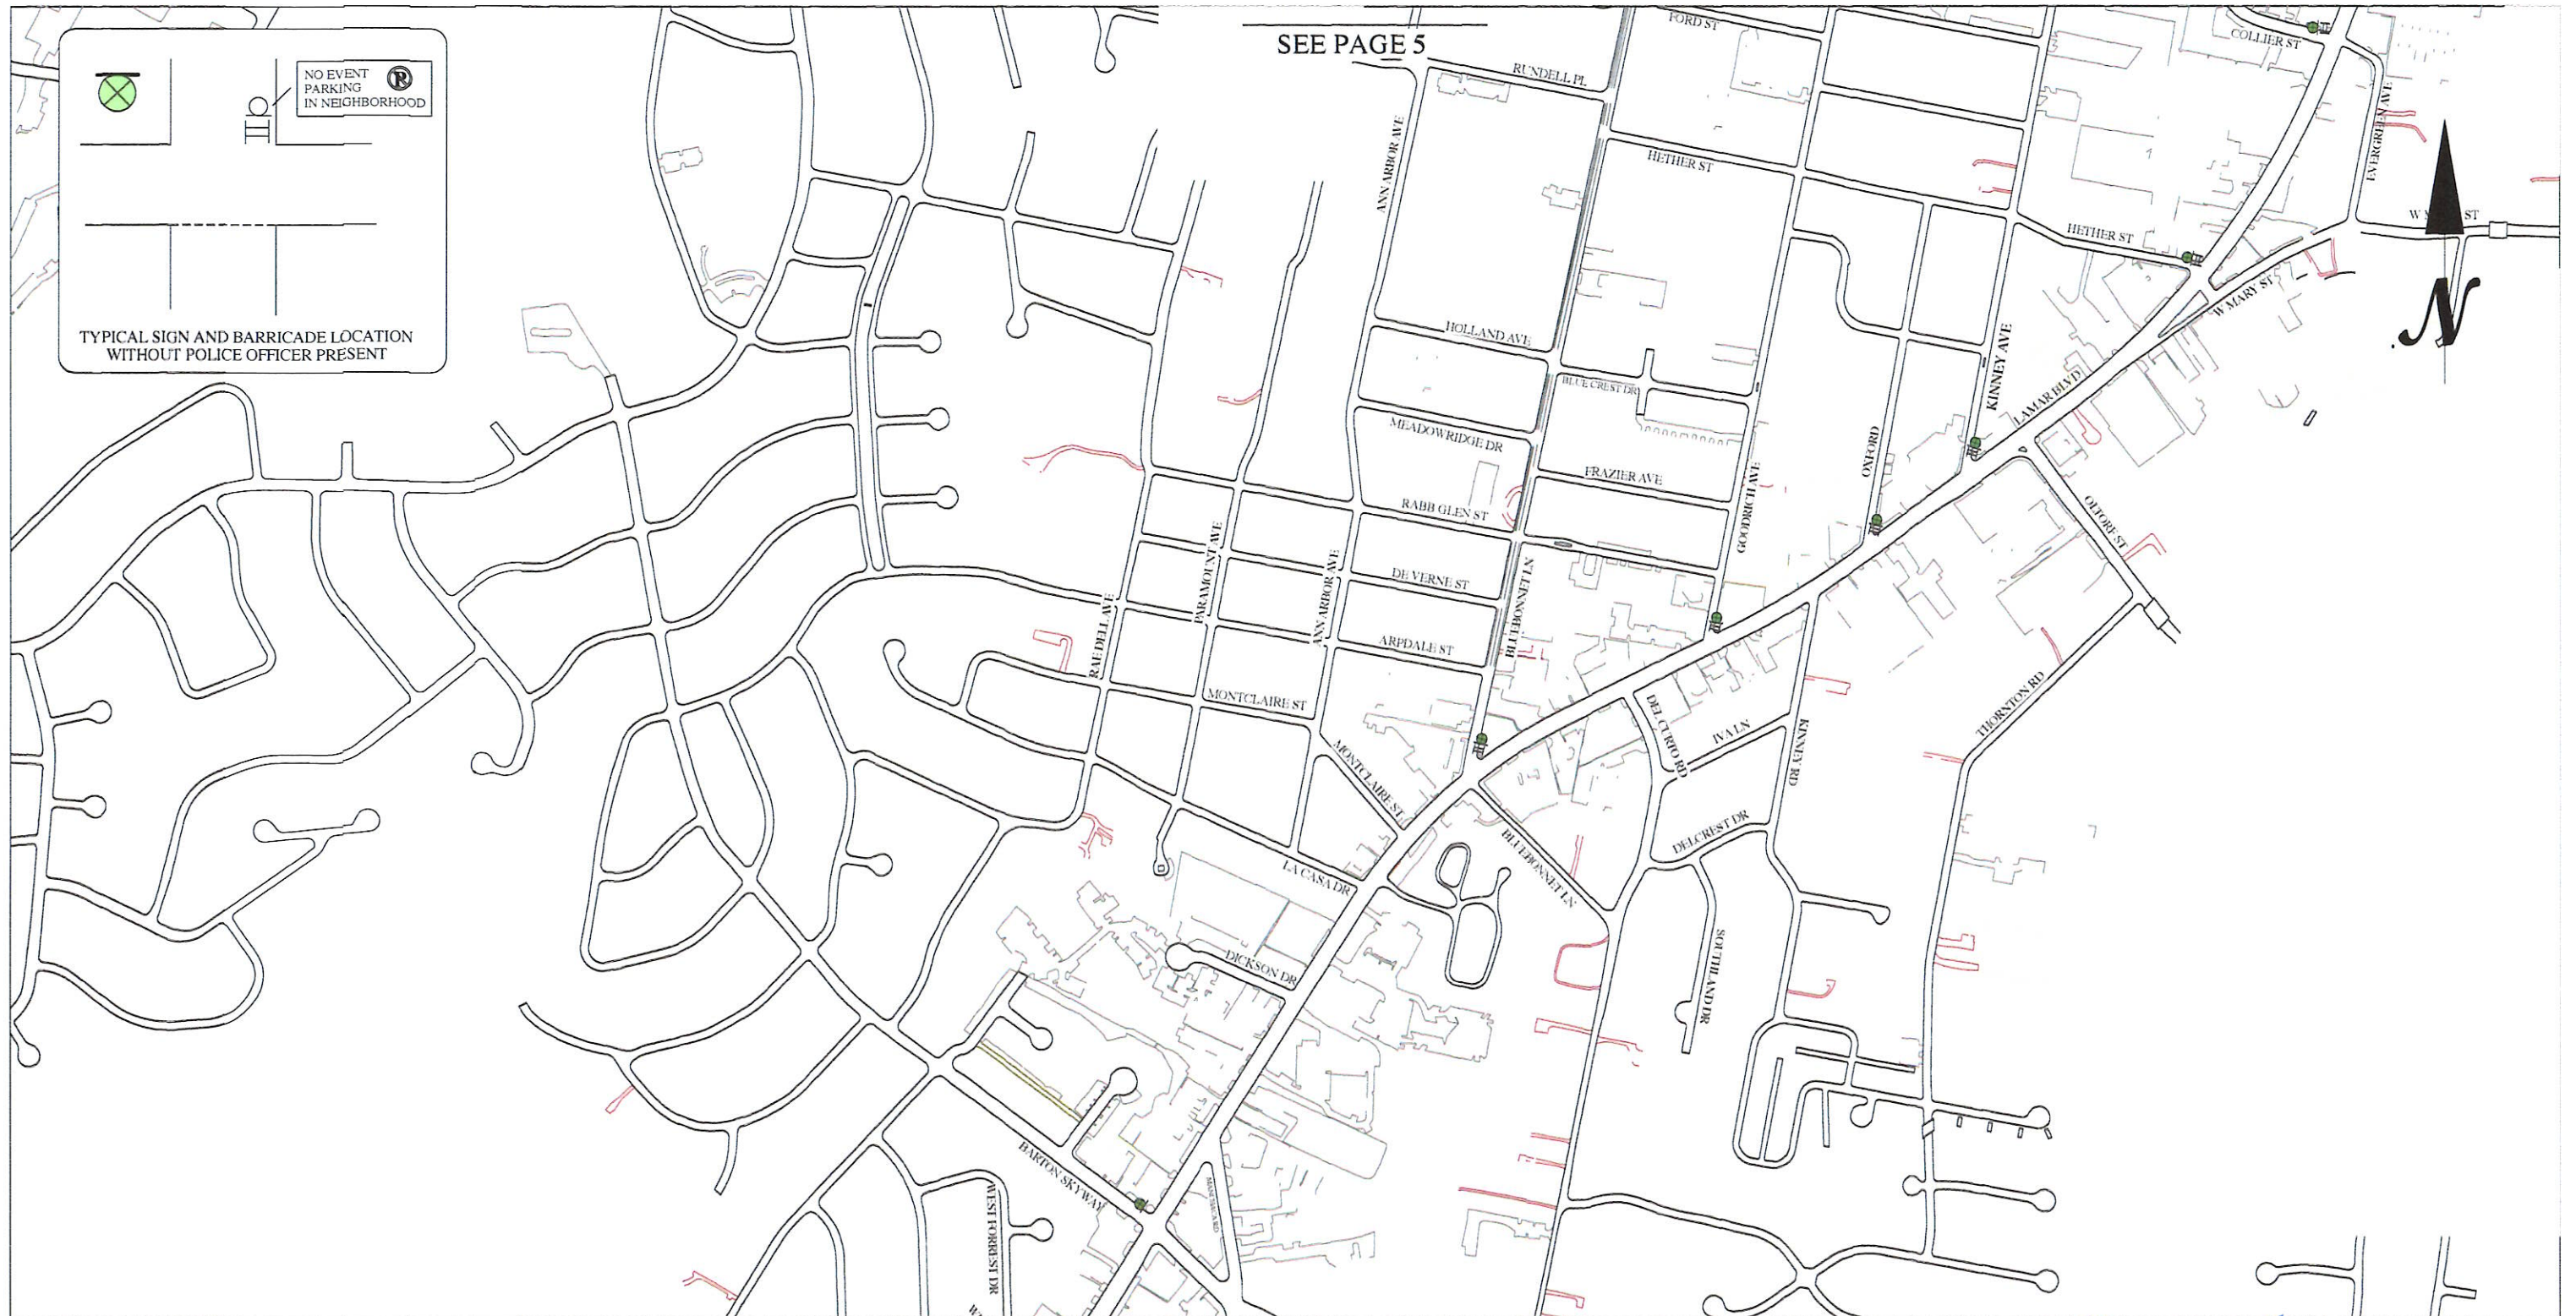 SEE PAGE 5
NO EVENT
PARKING
IN NEIGHBORHOOD
R
TYPICAL SIGN AND BARRICADE LOCATION
WITHOUT POLICE OFFICER PRESENT
FORD ST
COLLIER ST
RUNDELL PL
EVERGREEN AVE
ANN ARBOR AVE
HETHER ST
W ST
HETHER ST
N
W MARY ST
HOLLAND AVE
KINNEY AVE
BLUE CREST DR
LAMAR BLVD
MEADOWRIDGE DR
OXFORD
FRAZIER AVE
GOODRICH AVE
RABB GLEN ST
OLTORF ST
PARAMOUNT AVE
ANN ARBOR AVE
DE VERNE ST
BLUEBONNET LN
RAE DELL AVE
ARPDALE ST
MONTCLAIRE ST
DEL CURTO RD
IVA LN
KINNEY RD
THORNTON RD
MONTCLAIRE ST
DELCREST DR
BLUEBONNET LN
LA CASA DR
DICKSON DR
SOUTHLAND DR
BARTON SKYWAY
WEST FORREST DR